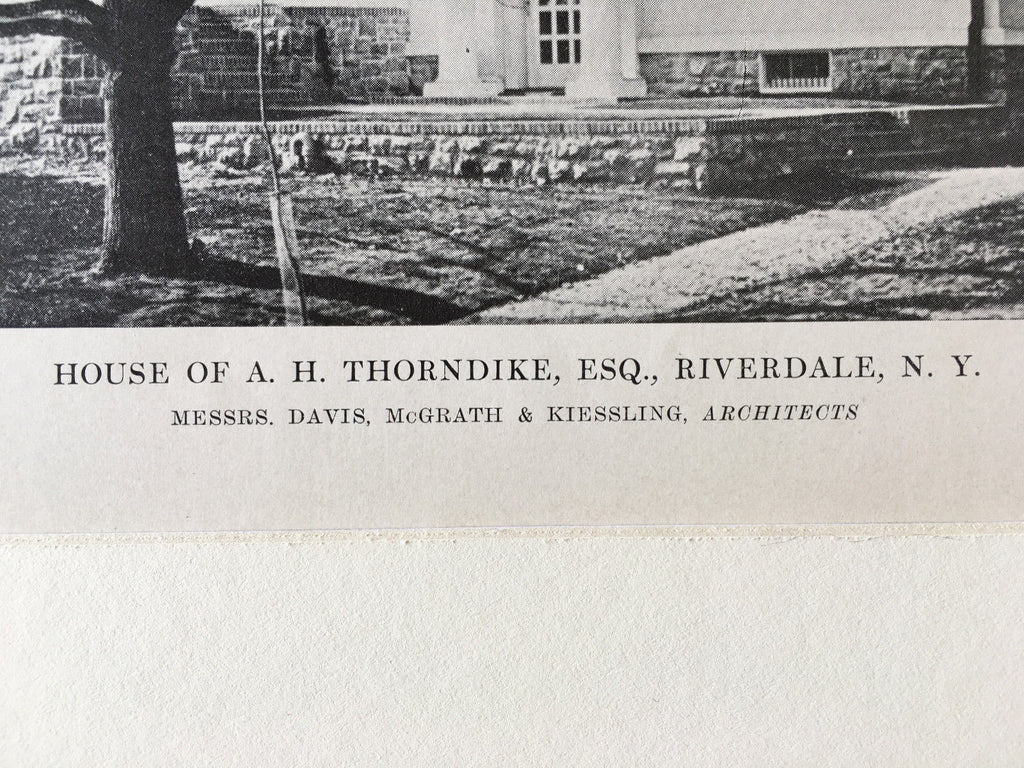 HOUSE OF A. H. THORNDIKE, ESQ., RIVERDALE, N. Y.
MESSRS. DAVIS, McGRATH & KIESSLING, ARCHITECTS